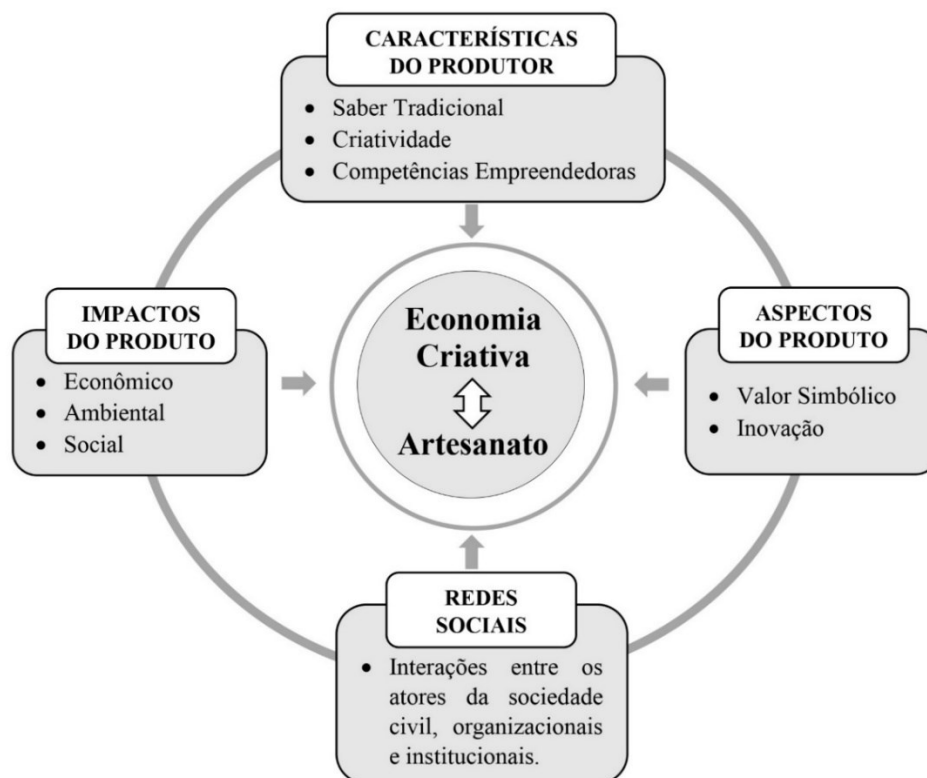 CARACTERÍSTICAS
DO PRODUTOR
• Saber Tradicional
• Criatividade
• Competências Empreendedoras
IMPACTOS
DO PRODUTO
• Econômico
• Ambiental
• Social
Economia
Criativa
Artesanato
ASPECTOS
DO PRODUTO
• Valor Simbólico
• Inovação
REDES
SOCIAIS
• Interações entre os
atores da sociedade
civil, organizacionais
e institucionais.